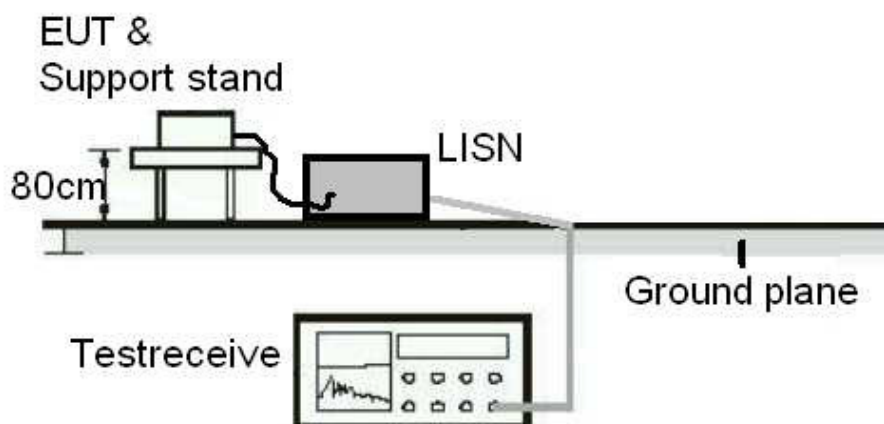 EUT &
Support stand
LISN
80cm
Ground plane
Testreceive